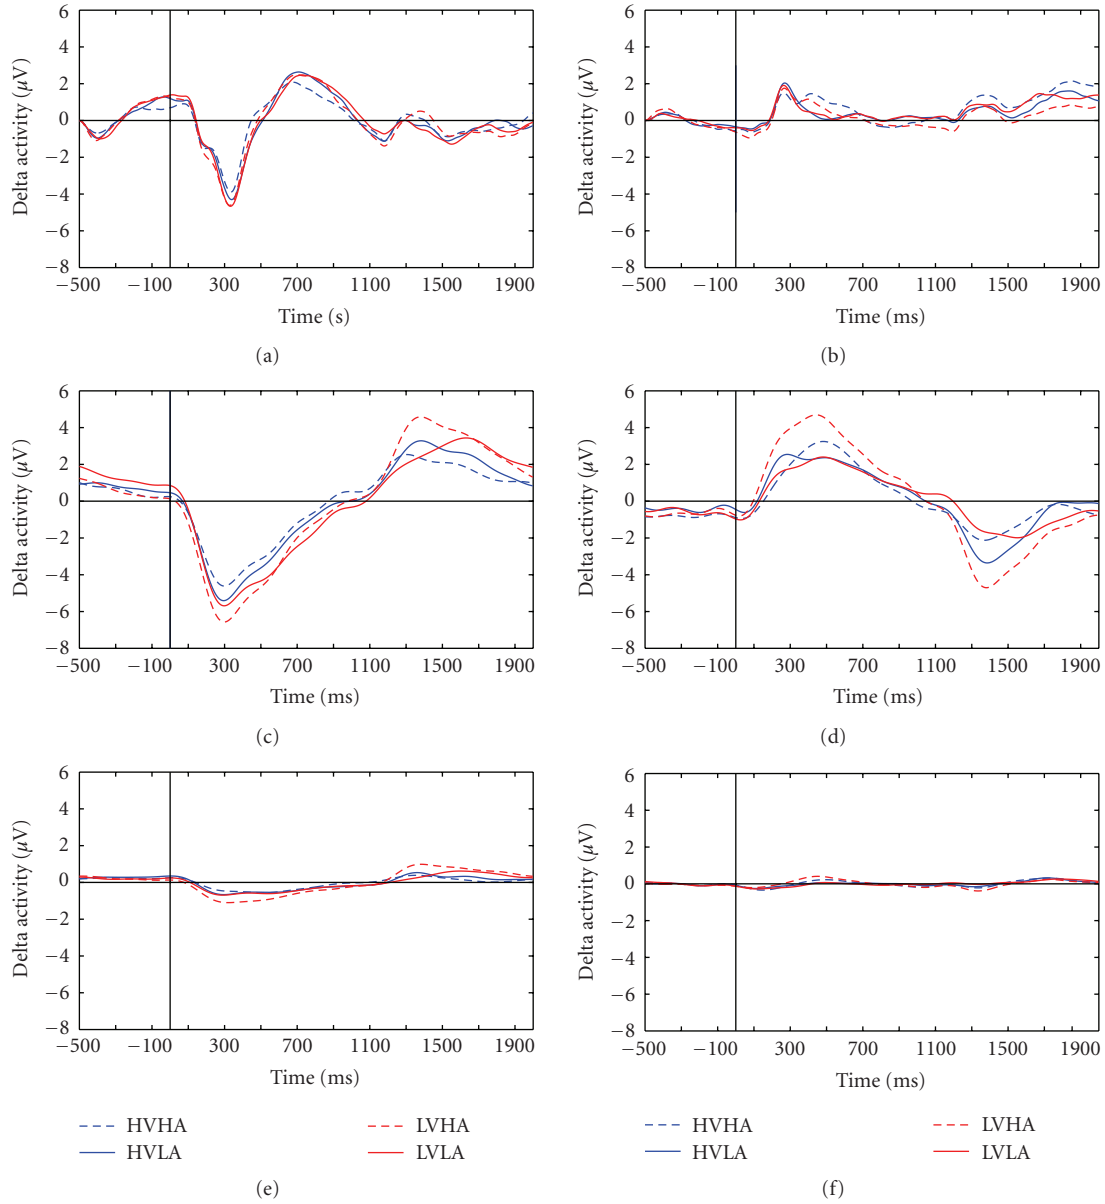 6
4
2
0
−2
−4
−6
−8
Delta activity (μV)
−500 −100 300 700 1100 1500 1900
Time (s)
(a)
6
4
2
0
−2
−4
−6
−8
Delta activity (μV)
−500 −100 300 700 1100 1500 1900
Time (ms)
(b)
6
4
2
0
−2
−4
−6
−8
Delta activity (μV)
−500 −100 300 700 1100 1500 1900
Time (ms)
(c)
6
4
2
0
−2
−4
−6
−8
Delta activity (μV)
−500 −100 300 700 1100 1500 1900
Time (ms)
(d)
6
4
2
0
−2
−4
−6
−8
Delta activity (μV)
−500 −100 300 700 1100 1500 1900
Time (ms)
HVHA LVHA
HVLA LVLA
(e)
6
4
2
0
−2
−4
−6
−8
Delta activity (μV)
−500 −100 300 700 1100 1500 1900
Time (ms)
HVHA LVHA
HVLA LVLA
(f)